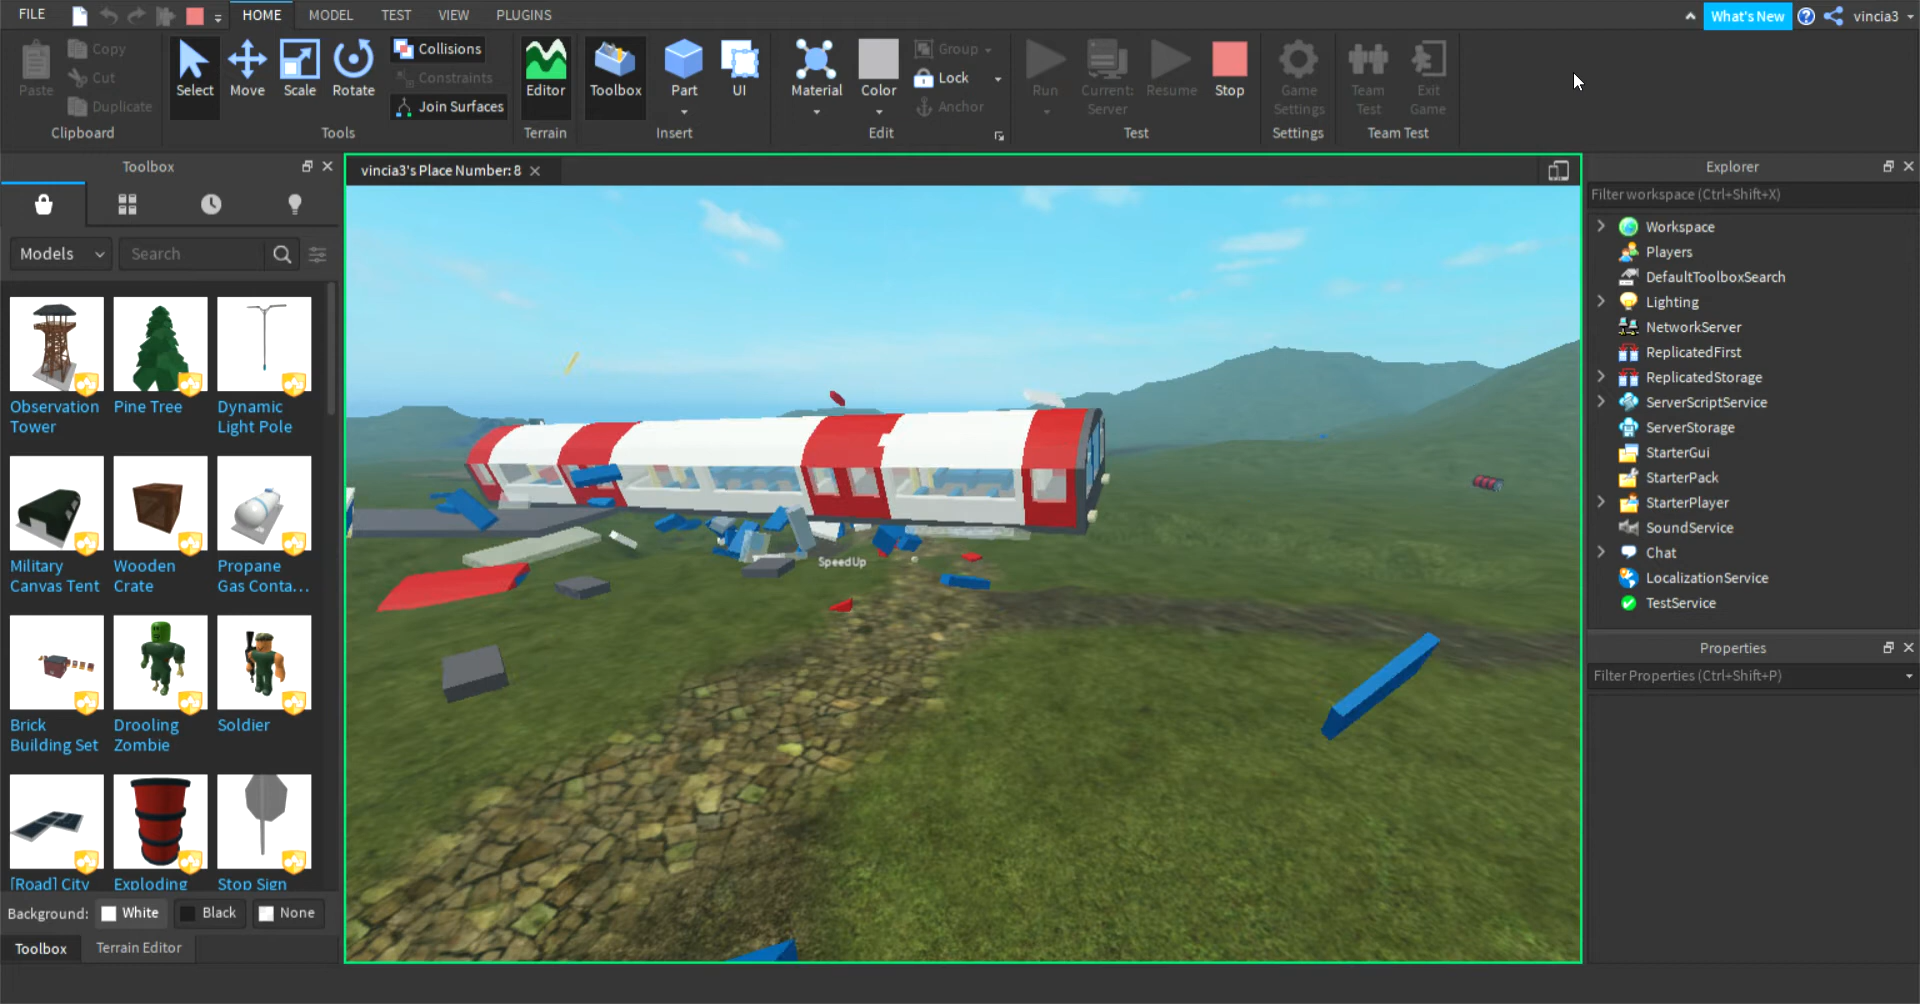 FILE
HOME
MODEL
TEST
VIEW
PLUGINS
What's New
vincia3
Paste
Copy
Cut
Duplicate
Clipboard
Select
Move
Scale
Rotate
Collisions
Constraints
Join Surfaces
Tools
Editor
Terrain
Toolbox
Part
UI
Insert
Material
Color
Group
Lock
Anchor
Edit
Run
Current:
Server
Resume
Stop
Test
Game
Settings
Settings
Team
Test
Exit
Game
Team Test
Toolbox
vincia3's Place Number: 8
Explorer
Models
Search
Observation
Tower
Pine Tree
Dynamic
Light Pole
Military
Canvas Tent
Wooden
Crate
Propane
Gas Conta...
Brick
Building Set
Drooling
Zombie
Soldier
[Road] City
Exploding
Stop Sign
Background:
White
Black
None
Toolbox
Terrain Editor
SpeedUp
Filter workspace (Ctrl+Shift+X)
Workspace
Players
DefaultToolboxSearch
Lighting
NetworkServer
ReplicatedFirst
ReplicatedStorage
ServerScriptService
ServerStorage
StarterGui
StarterPack
StarterPlayer
SoundService
Chat
LocalizationService
TestService
Properties
Filter Properties (Ctrl+Shift+P)